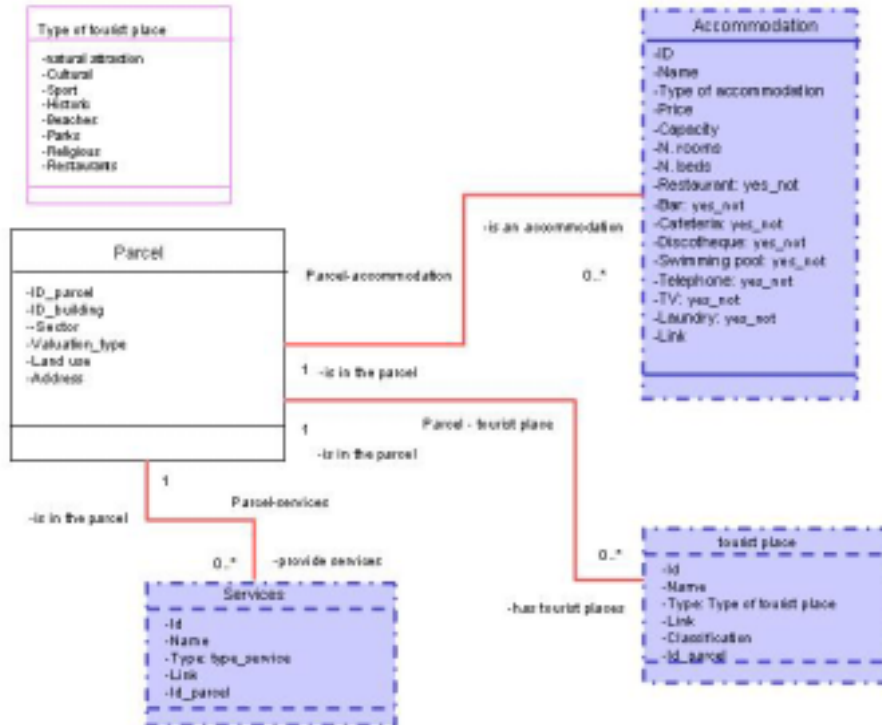 Type of tourist place
-natural attraction
-Cultural
-Sport
-Historic
-Beaches
-Parks
-Religious
-Restaurants
Accommodation
-ID
-Name
-Type of accommodation
-Price
-Capacity
-N. rooms
-N. beds
-Restaurant: yes_not
-Bar: yes_not
-Cafeteria: yes_not
-Discotheque: yes_not
-Swimming pool: yes_not
-Telephone: yes_not
-TV: yes_not
-Laundry: yes_not
-Link
-is an accommodation
Parcel-accommodation
0..*
Parcel
-ID_parcel
-ID_building
-Sector
-Valuation_type
-Land use
-Address
1
-is in the parcel
Parcel - tourist place
1
-is in the parcel
1
Parcel-services
-is in the parcel
0..*
-provide services
0..*
-has tourist places
Services
-Id
-Name
-Type: type_service
-Link
-Id_parcel
tourist place
-Id
-Name
-Type: Type of tourist place
-Link
-Classification
-Id_parcel